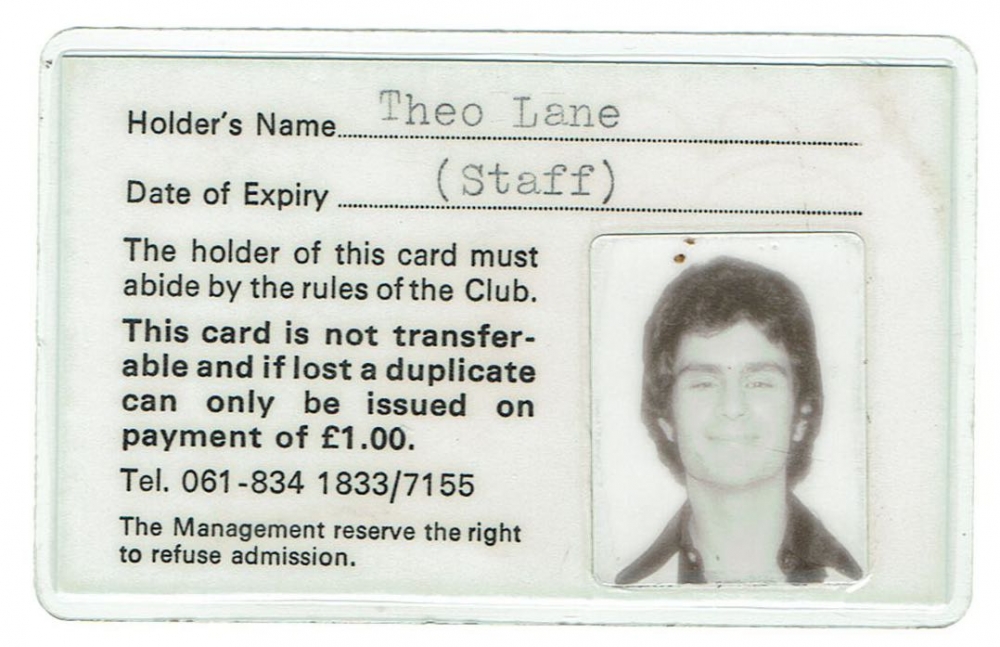 Holder's Name Theo Lane
Date of Expiry (Staff)
The holder of this card must
abide by the rules of the Club.
This card is not transfer-
able and if lost a duplicate
can only be issued on
payment of £1.00.
Tel. 061-834 1833/7155
The Management reserve the right
to refuse admission.